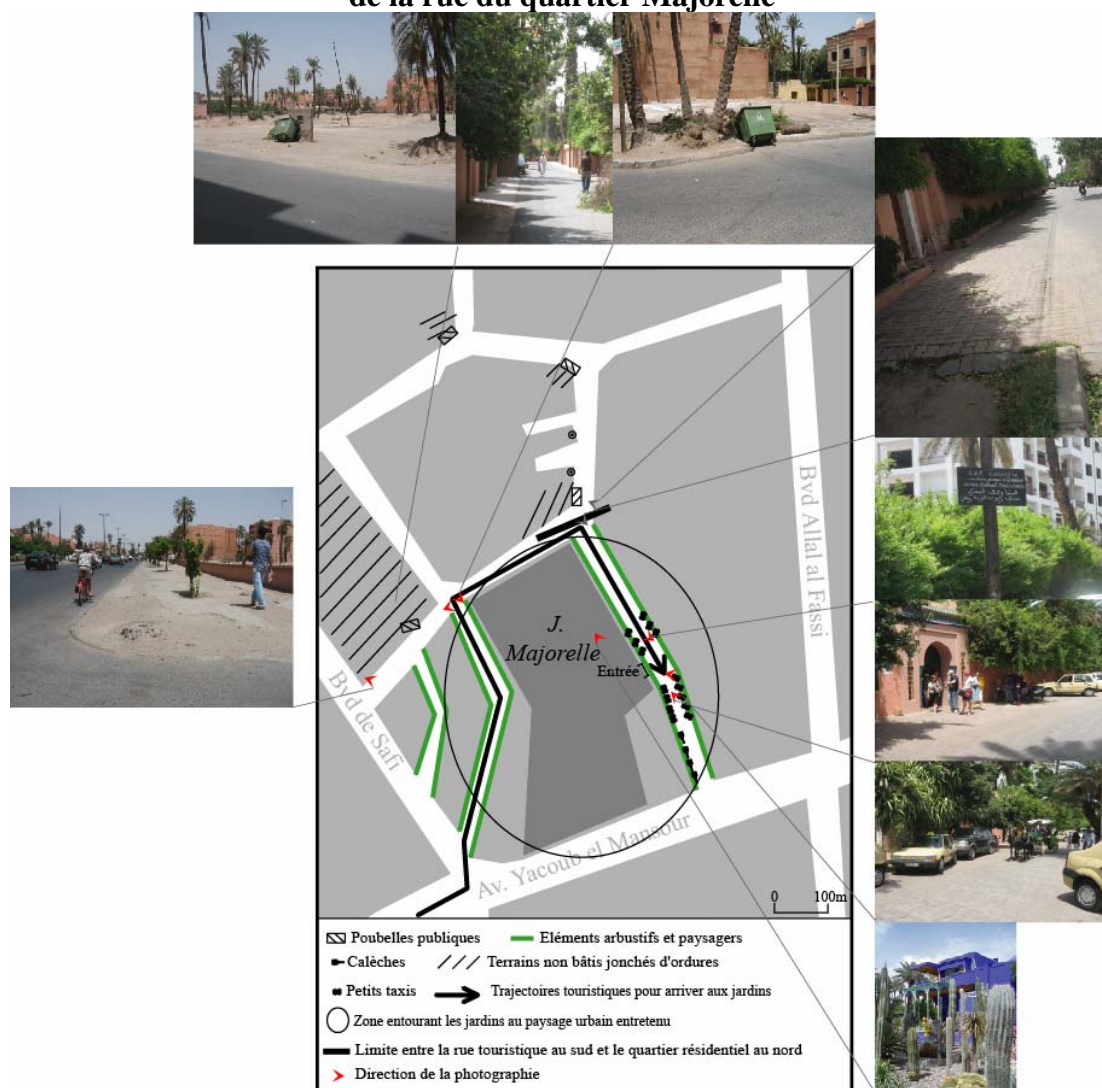 de la rue du quartier Majorelle
Bvd Allal al Fassi
J.
Majorelle
Entrée
Bvd de Safi
Av. Yacoub el Mansour
0 100m
Poubelles publiques
Eléments arbustifs et paysagers
Calèches
Terrains non bâtis jonchés d'ordures
Petits taxis
Trajectoires touristiques pour arriver aux jardins
Zone entourant les jardins au paysage urbain entretenu
Limite entre la rue touristique au sud et le quartier résidentiel au nord
Direction de la photographie